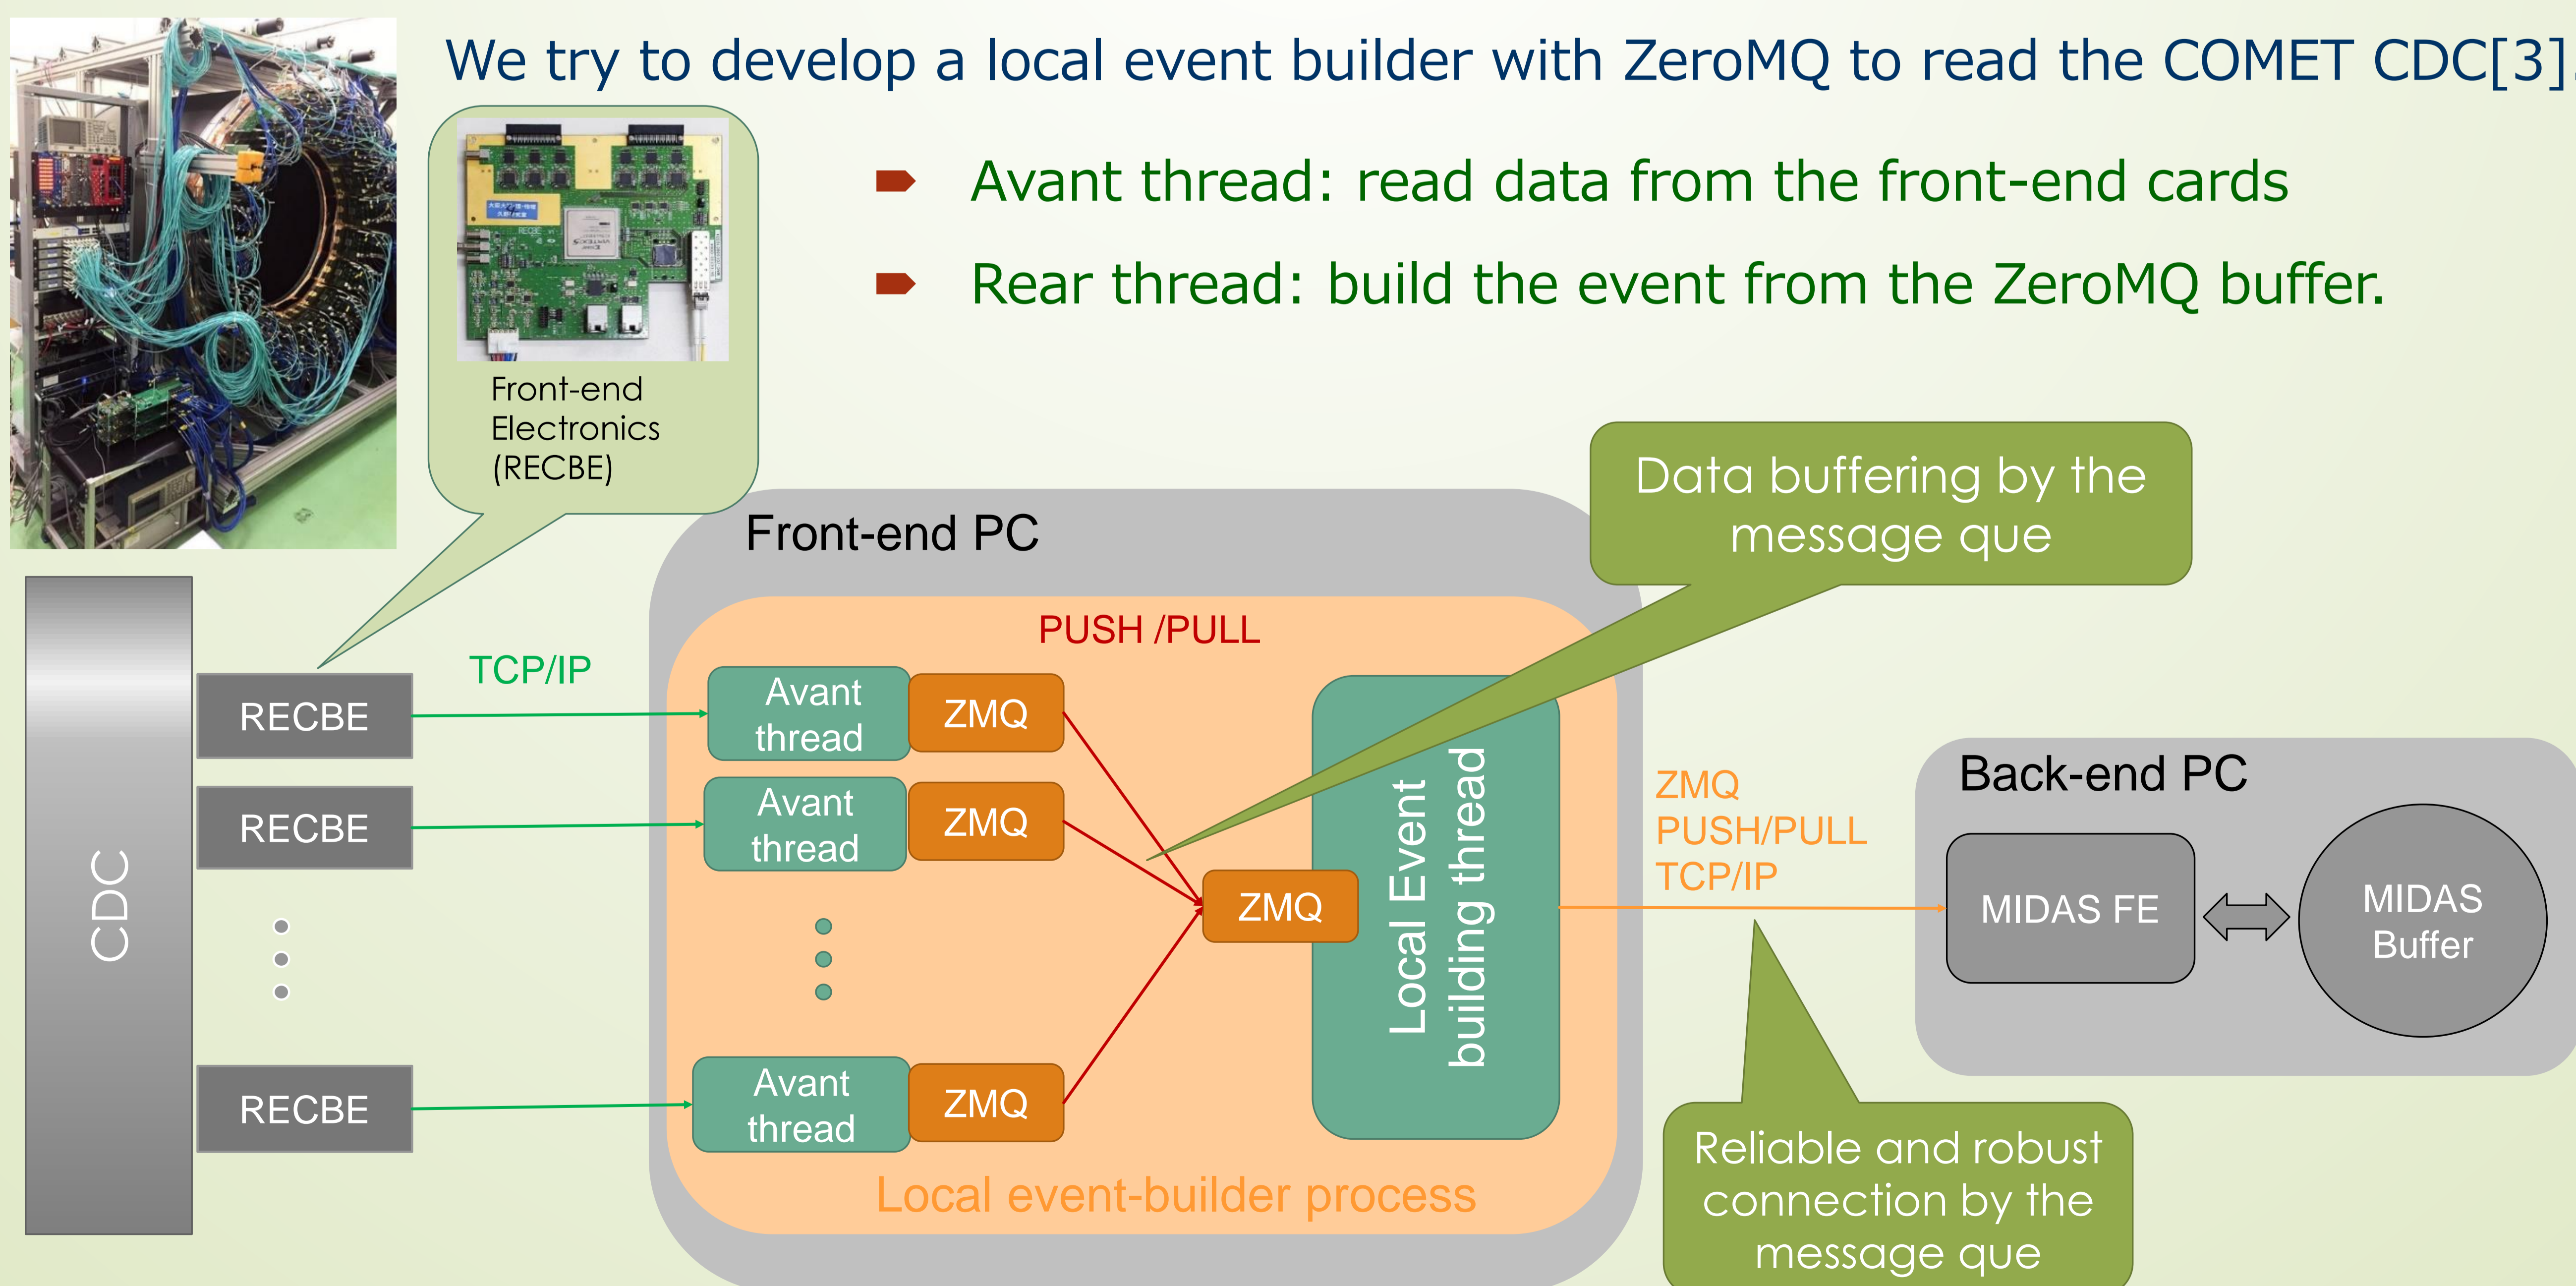 We try to develop a local event builder with ZeroMQ to read the COMET CDC[3].
Avant thread: read data from the front-end cards
Rear thread: build the event from the ZeroMQ buffer.
Front-end
Electronics
(RECBE)
Data buffering by the
message que
Front-end PC
PUSH /PULL
TCP/IP
CDC
RECBE
Avant
thread
ZMQ
RECBE
Avant
thread
ZMQ
RECBE
Avant
thread
ZMQ
ZMQ
Local Event
building thread
Local event-builder process
ZMQ
PUSH/PULL
TCP/IP
Back-end PC
MIDAS FE
MIDAS
Buffer
Reliable and robust
connection by the
message que